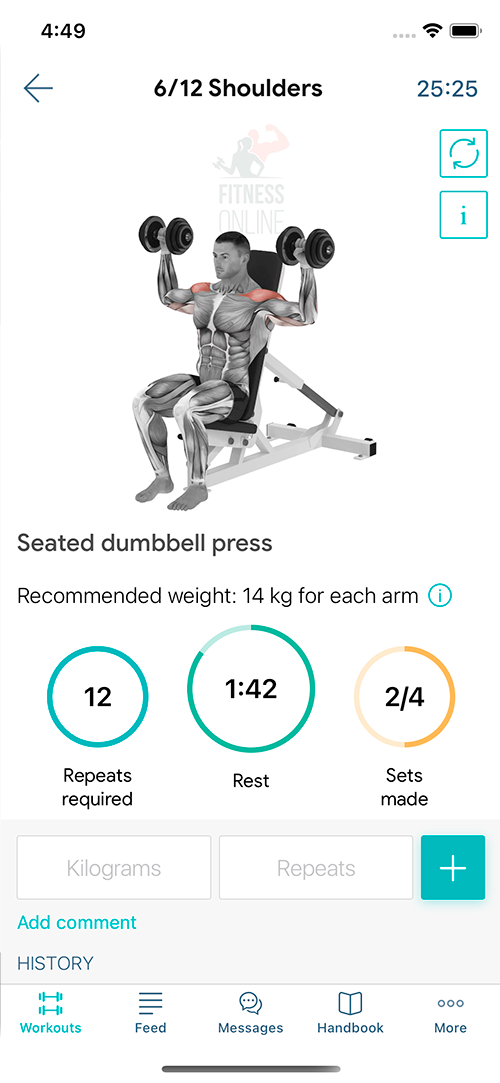 4:49
6/12 Shoulders
25:25
FITNESS
ONLINE
i
Seated dumbbell press
Recommended weight: 14 kg for each arm i
12
1:42
2/4
Repeats
required
Rest
Sets
made
Kilograms
Repeats
+
Add comment
HISTORY
Workouts
Feed
Messages
Handbook
More